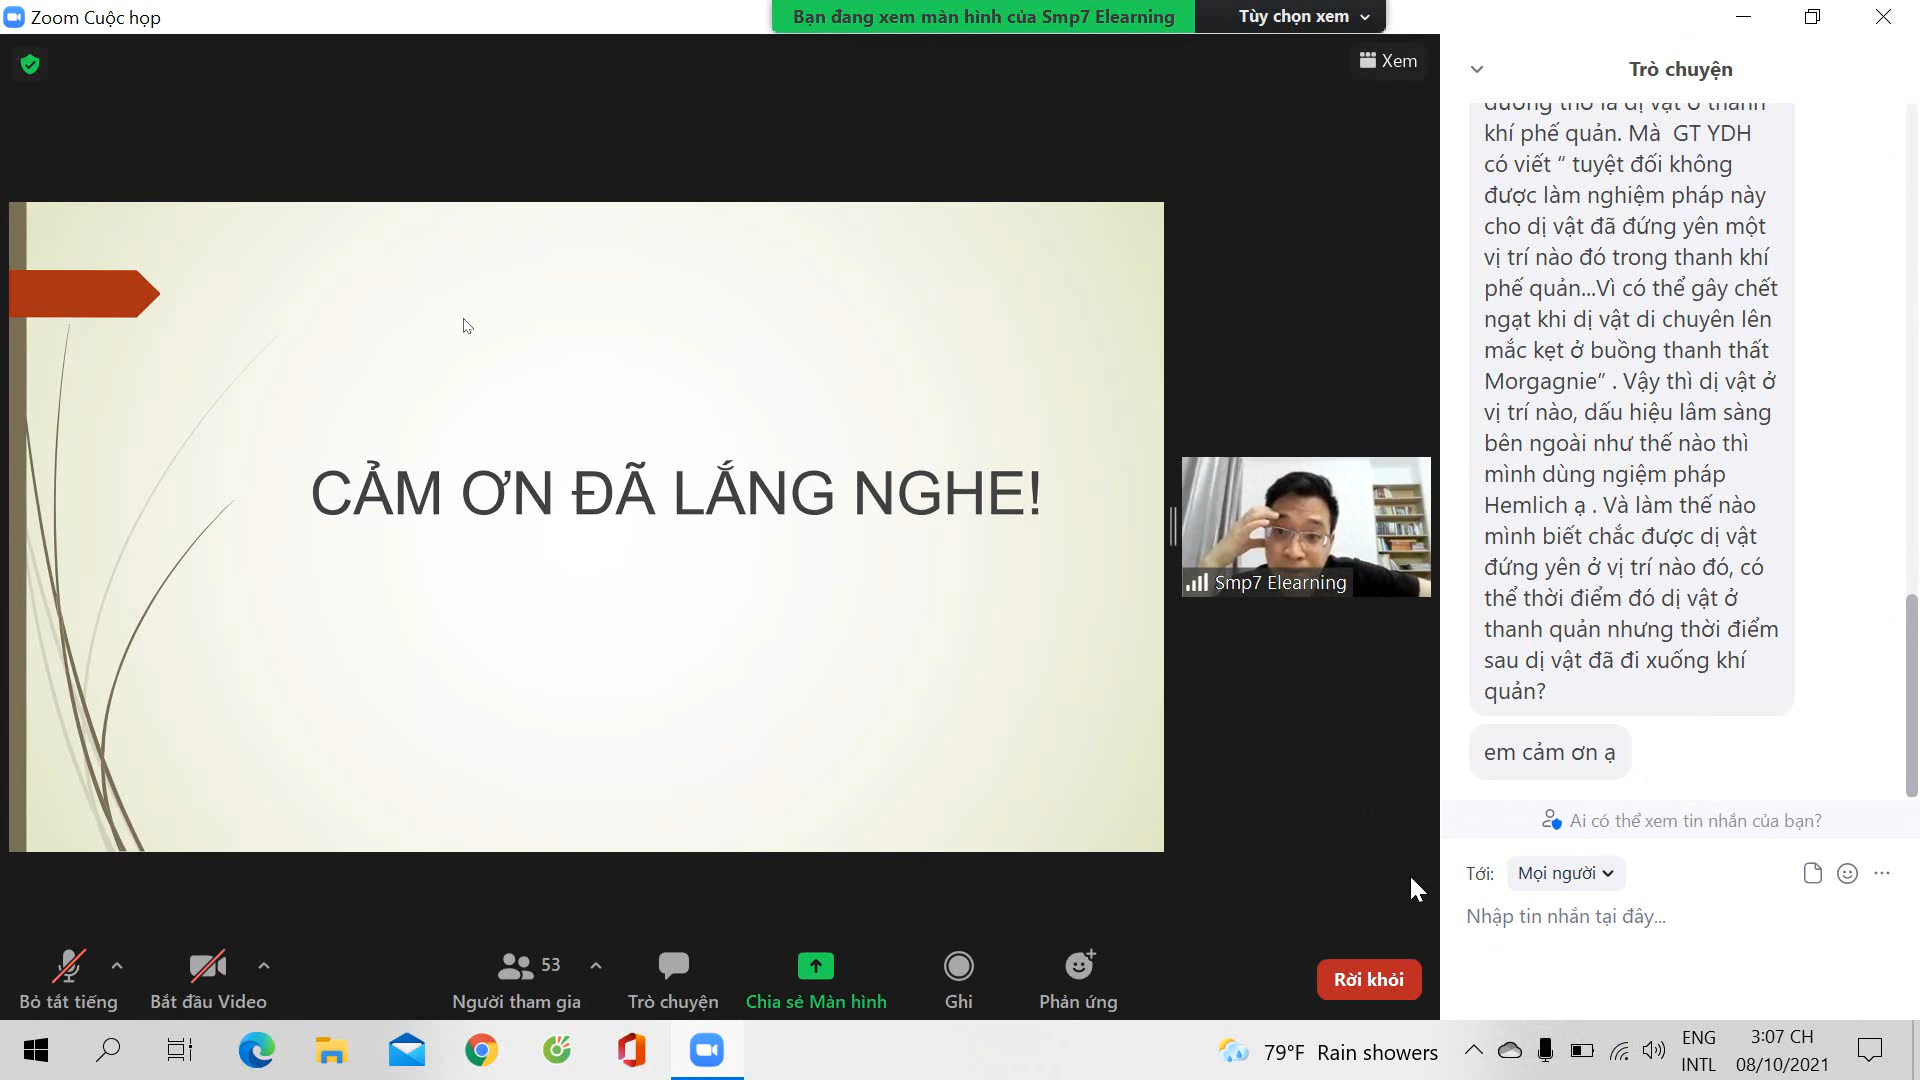 Zoom Cuộc họp
Bạn đang xem màn hình của Smp7 Elearning
Tùy chọn xem
Xem
CẢM ƠN ĐÃ LẮNG NGHE!
Smp7 Elearning
Trò chuyện
đường thở là dị vật ở thanh
khí phế quản. Mà  GT YDH
có viết “ tuyệt đối không
được làm nghiệm pháp này
cho dị vật đã đứng yên một
vị trí nào đó trong thanh khí
phế quản...Vì có thể gây chết
ngạt khi dị vật di chuyên lên
mắc kẹt ở buồng thanh thất
Morgagnie” . Vậy thì dị vật ở
vị trí nào, dấu hiệu lâm sàng
bên ngoài như thế nào thì
mình dùng ngiệm pháp
Hemlich ạ . Và làm thế nào
mình biết chắc được dị vật
đứng yên ở vị trí nào đó, có
thể thời điểm đó dị vật ở
thanh quản nhưng thời điểm
sau dị vật đã đi xuống khí
quản?
em cảm ơn ạ
Ai có thể xem tin nhắn của bạn?
Tới: Mọi người
Nhập tin nhắn tại đây...
Bỏ tắt tiếng
Bắt đầu Video
53
Người tham gia
Trò chuyện
Chia sẻ Màn hình
Ghi
Phản ứng
Rời khỏi
79°F Rain showers
ENG
INTL
3:07 CH
08/10/2021